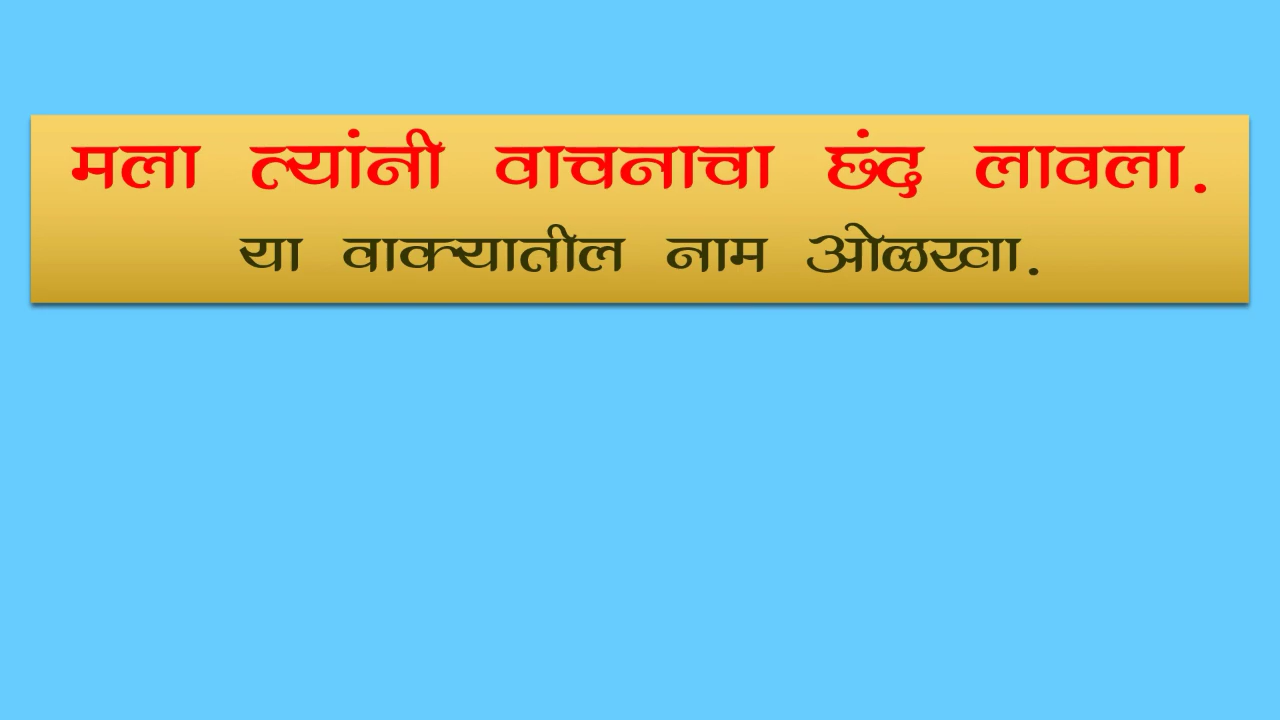 मला त्यांनी वाचनाचा छंद लावला.
या वाक्यातील नाम ओळखा.